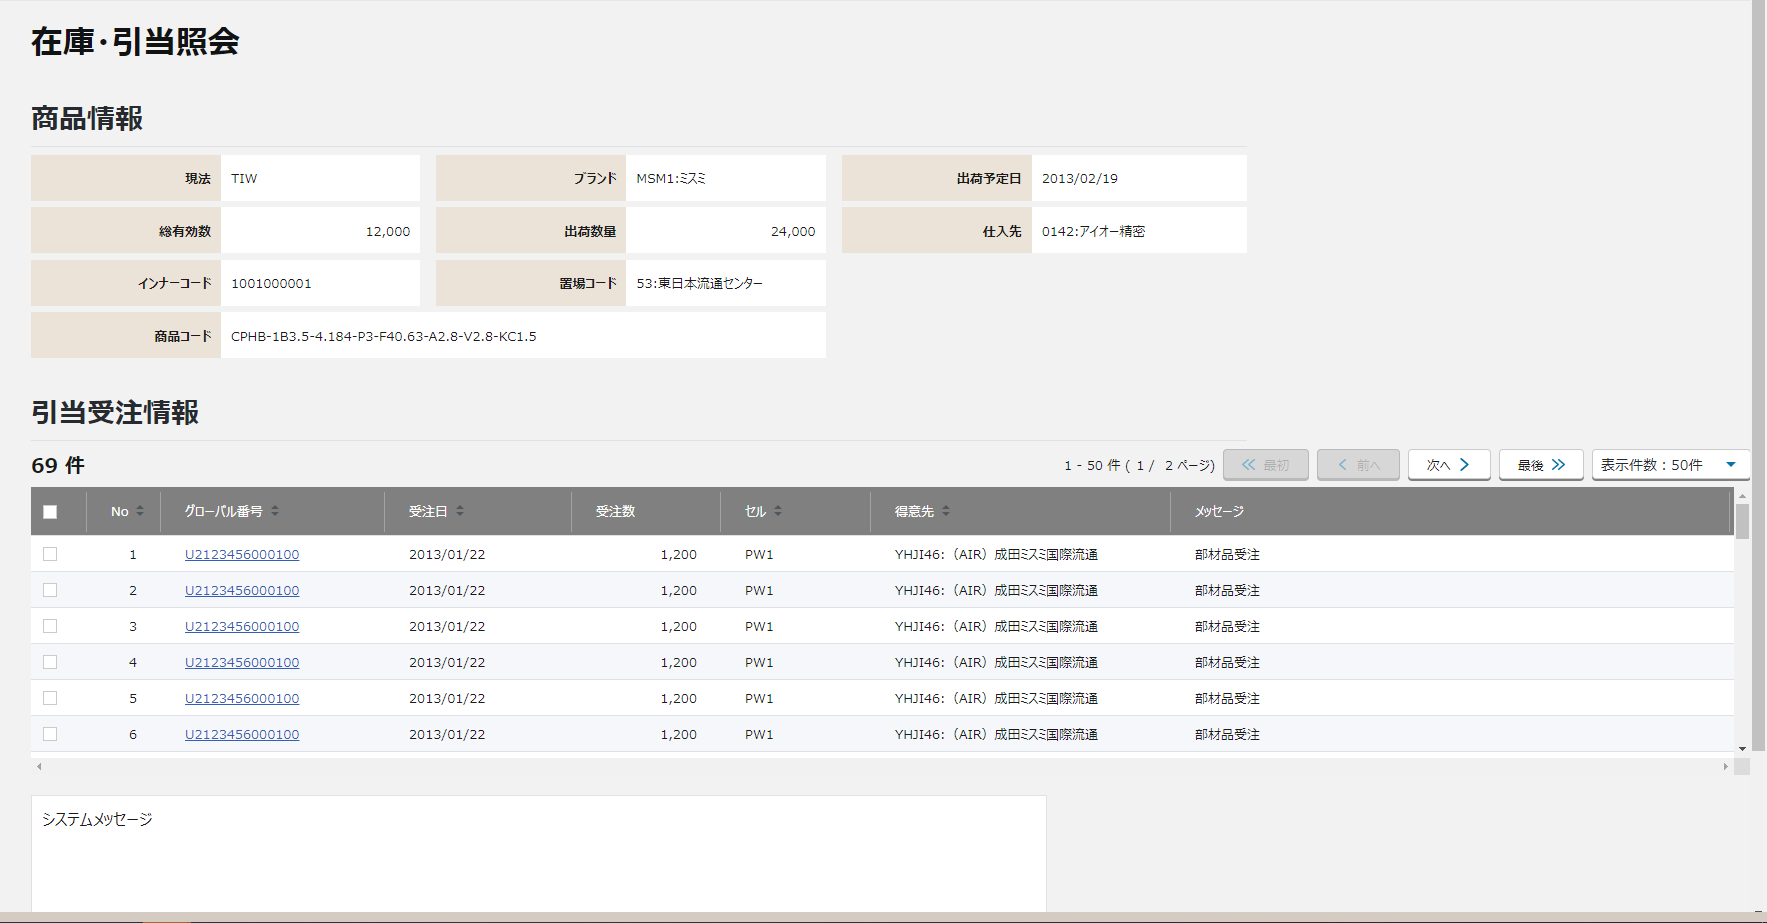 在庫･引当照会
商品情報
現法 TIW ブランド MSM1:ミスミ 出荷予定日 2013/02/19
総有効数 12,000 出荷数量 24,000 仕入先 0142:アイオー精密
インナーコード 1001000001 置場コード 53:東日本流通センター
商品コード CPHB-1B3.5-4.184-P3-F40.63-A2.8-V2.8-KC1.5
引当受注情報
69 件 1 - 50 件 ( 1 / 2 ページ) 最初 前へ 次へ 最後 表示件数：50件
No グローバル番号 受注日 受注数 セル 得意先 メッセージ
1 U2123456000100 2013/01/22 1,200 PW1 YHJI46:（AIR）成田ミスミ国際流通 部材品受注
2 U2123456000100 2013/01/22 1,200 PW1 YHJI46:（AIR）成田ミスミ国際流通 部材品受注
3 U2123456000100 2013/01/22 1,200 PW1 YHJI46:（AIR）成田ミスミ国際流通 部材品受注
4 U2123456000100 2013/01/22 1,200 PW1 YHJI46:（AIR）成田ミスミ国際流通 部材品受注
5 U2123456000100 2013/01/22 1,200 PW1 YHJI46:（AIR）成田ミスミ国際流通 部材品受注
6 U2123456000100 2013/01/22 1,200 PW1 YHJI46:（AIR）成田ミスミ国際流通 部材品受注
システムメッセージ